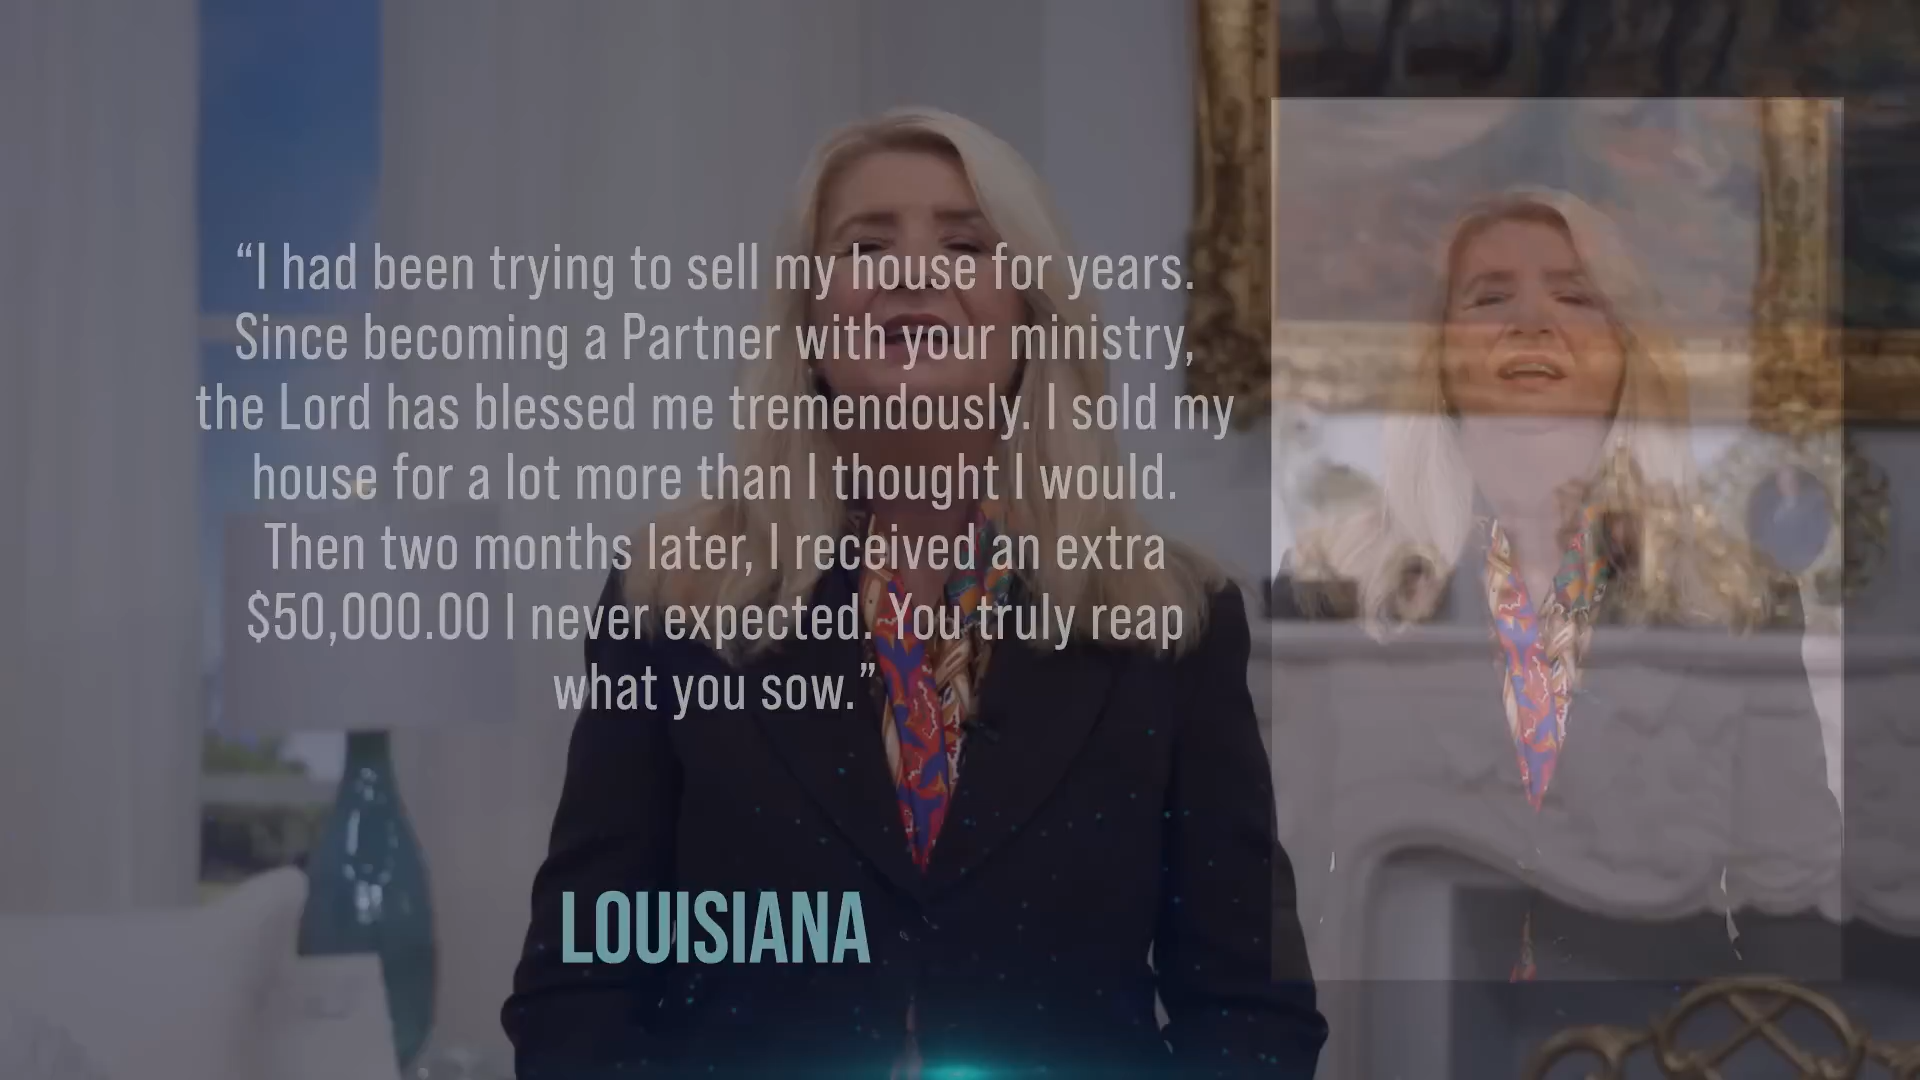 “I had been trying to sell my house for years.
Since becoming a Partner with your ministry,
the Lord has blessed me tremendously. I sold my
house for a lot more than I thought I would.
Then two months later, I received an extra
$50,000.00 I never expected. You truly reap
what you sow.”
LOUISIANA